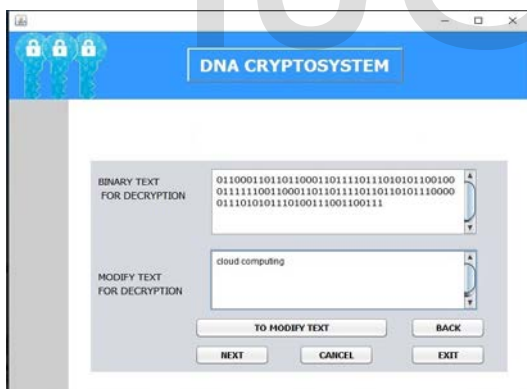 DNA CRYPTOSYSTEM
BINARY TEXT
FOR DECRYPTION
0110001101101100011011110111010101100100
0111111001100011011011110110110101110000
0111010101110100111001100111
MODIFY TEXT
FOR DECRYPTION
cloud computing
TO MODIFY TEXT BACK
NEXT CANCEL EXIT